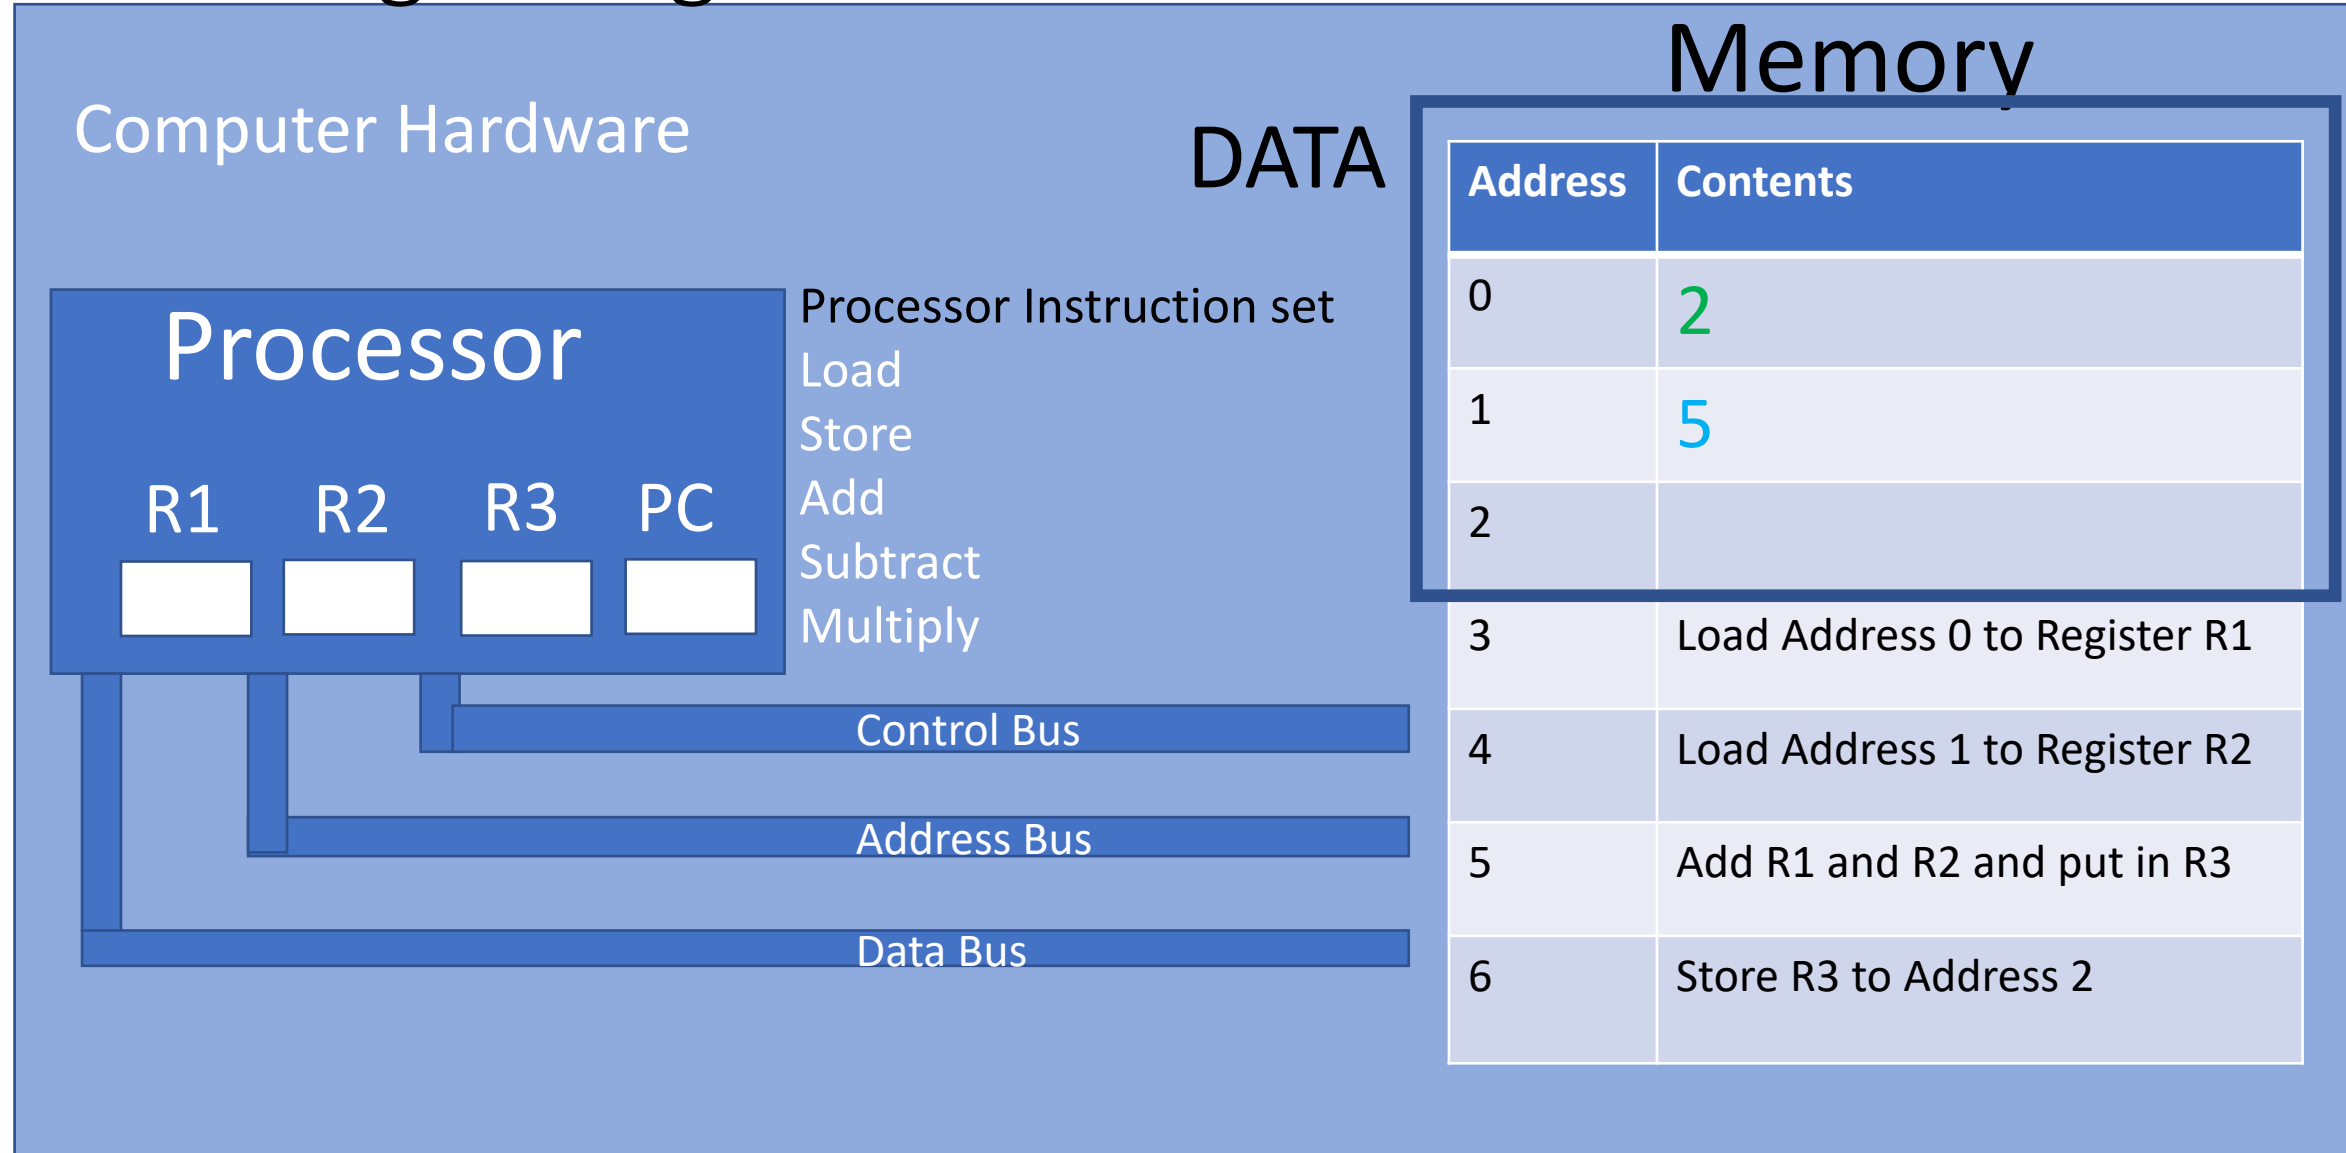 Memory
Computer Hardware
DATA
Address Contents
0 2
1 5
2
3 Load Address 0 to Register R1
4 Load Address 1 to Register R2
5 Add R1 and R2 and put in R3
6 Store R3 to Address 2
Processor
R1 R2 R3 PC
Processor Instruction set
Load
Store
Add
Subtract
Multiply
Control Bus
Address Bus
Data Bus